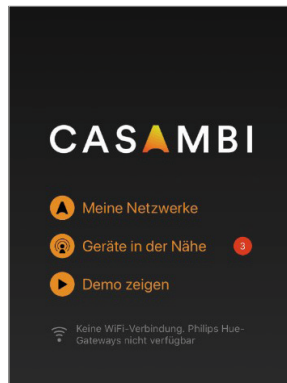 CASAMBI
Meine Netzwerke
Geräte in der Nähe 3
Demo zeigen
Keine WiFi-Verbindung. Philips Hue-
Gateways nicht verfügbar